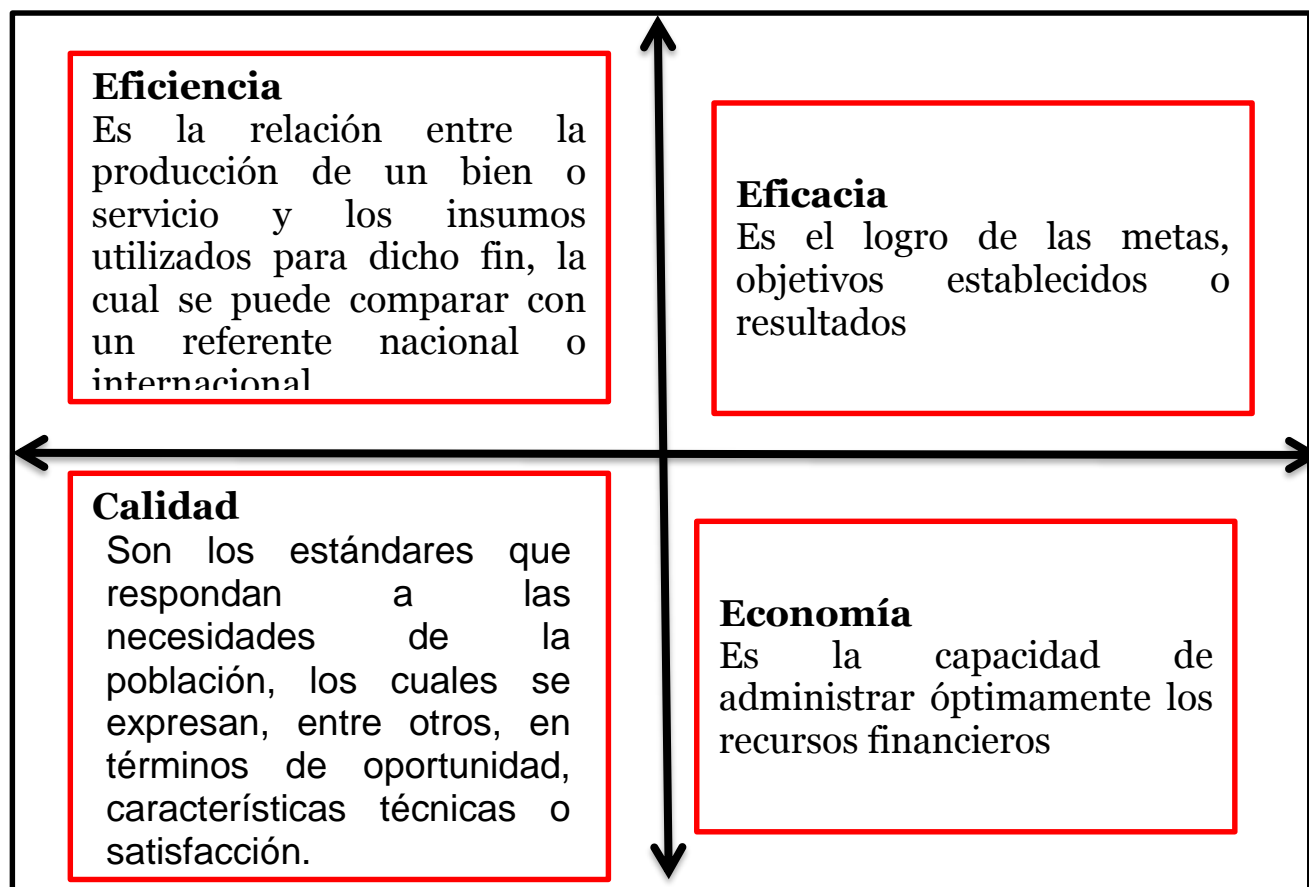 Eficiencia
Es la relación entre la
producción de un bien o
servicio y los insumos
utilizados para dicho fin, la
cual se puede comparar con
un referente nacional o
internacional
Eficacia
Es el logro de las metas,
objetivos establecidos o
resultados
Calidad
Son los estándares que
respondan a las
necesidades de la
población, los cuales se
expresan, entre otros, en
términos de oportunidad,
características técnicas o
satisfacción.
Economía
Es la capacidad de
administrar óptimamente los
recursos financieros